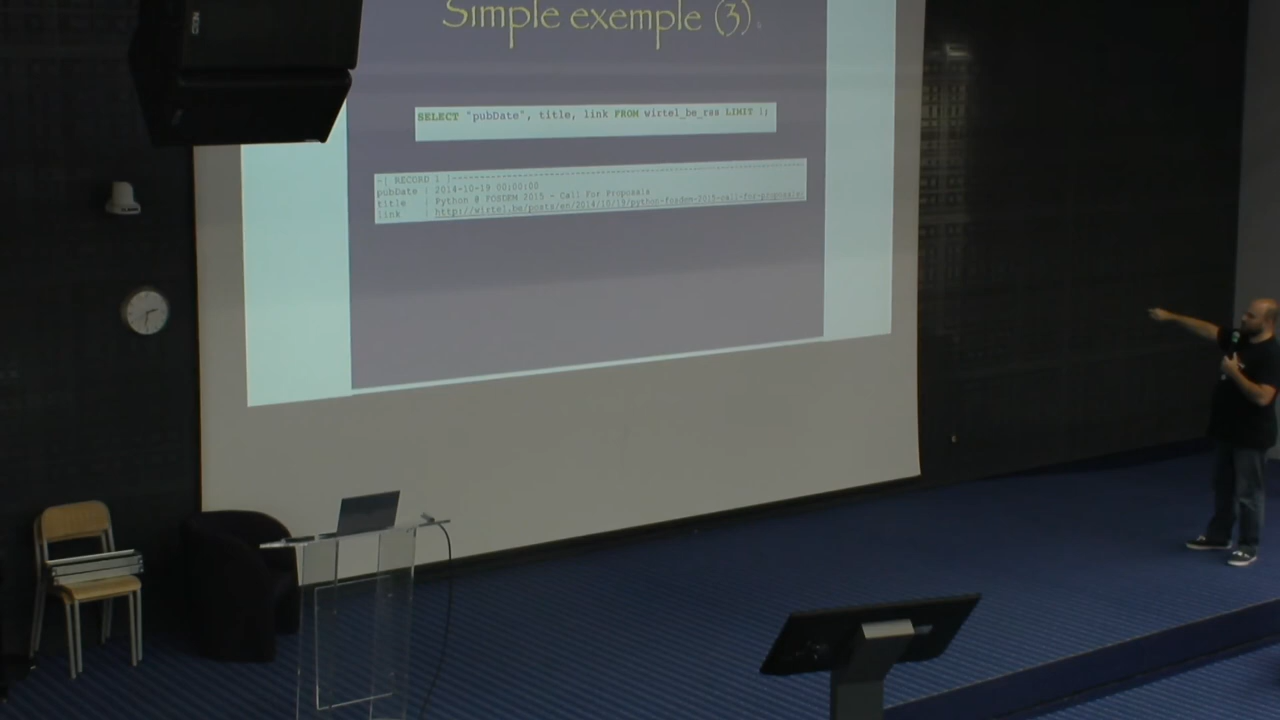 Simple exemple (3).
SELECT "pubDate", title, link FROM wirtel_be_rss LIMIT 1;
-[ RECORD 1 ]--------------------------------------------------------------
pubDate | 2014-10-19 00:00:00
title | Python @ FOSDEM 2015 - Call For Proposals
link | http://wirtel.be/posts/en/2014/10/19/python-fosdem-2015-call-for-proposals